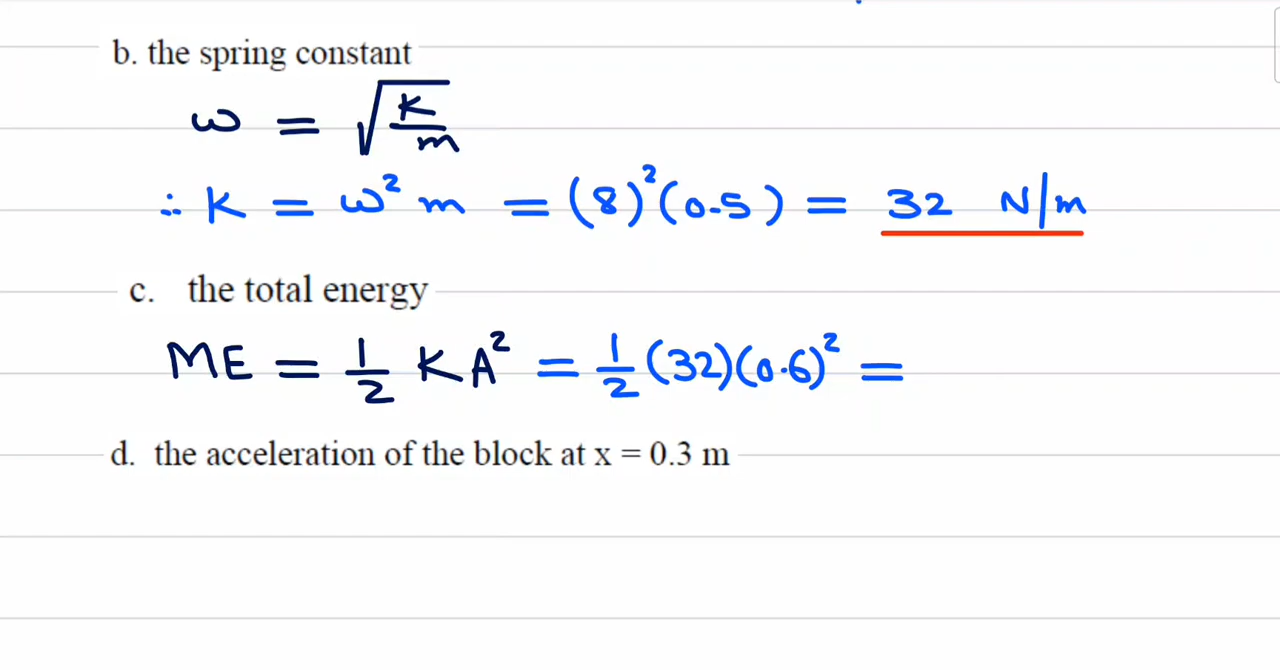 b. the spring constant
ω = √(K/m)
∴ K = ω² m = (8)²(0.5) = 32 N/m
c. the total energy
ME = 1/2 KA² = 1/2 (32)(0.6)² =
d. the acceleration of the block at x = 0.3 m